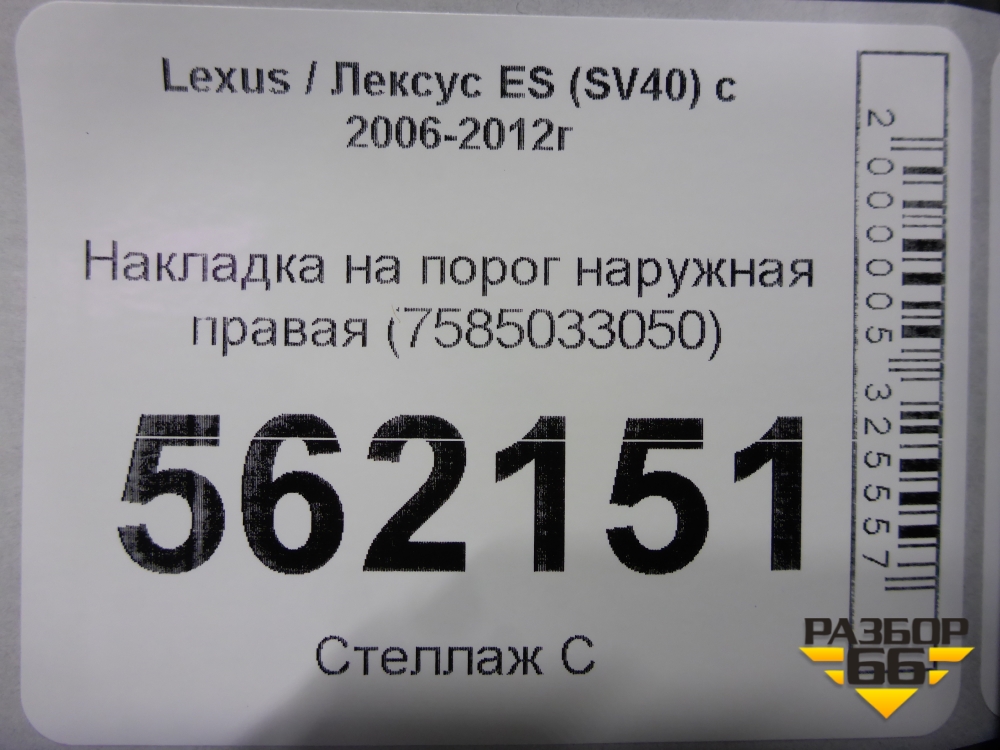 Lexus / Лексус ES (SV40) с
2006-2012г
Накладка на порог наружная
правая (7585033050)
562151
Стеллаж С
2000005325557
РАЗБОР
66